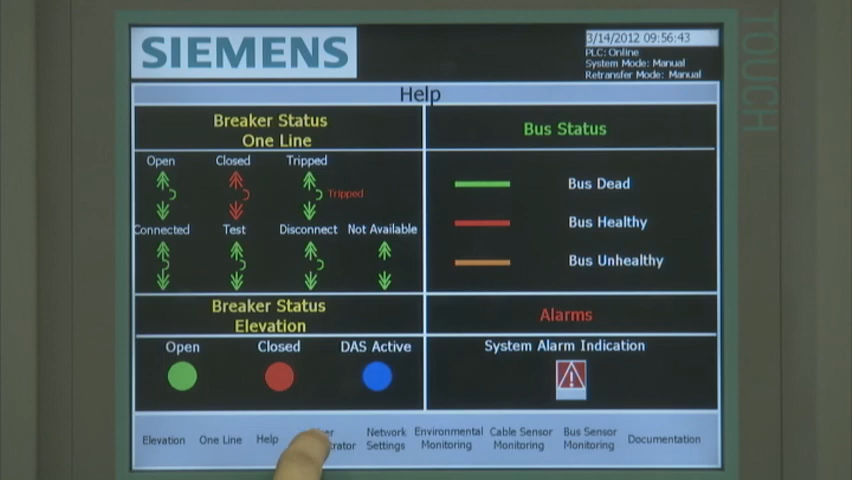 SIEMENS
3/14/2012 09:56:43
PLC: Online
System Mode: Manual
Retransfer Mode: Manual
TOUCH
Help
Breaker Status
One Line
Bus Status
Open Closed Tripped
Tripped
Bus Dead
Bus Healthy
Connected Test Disconnect Not Available
Bus Unhealthy
Breaker Status
Elevation
Alarms
Open Closed DAS Active
System Alarm Indication
Elevation One Line Help
Network
Settings
Environmental
Monitoring
Cable Sensor
Monitoring
Bus Sensor
Monitoring
Documentation